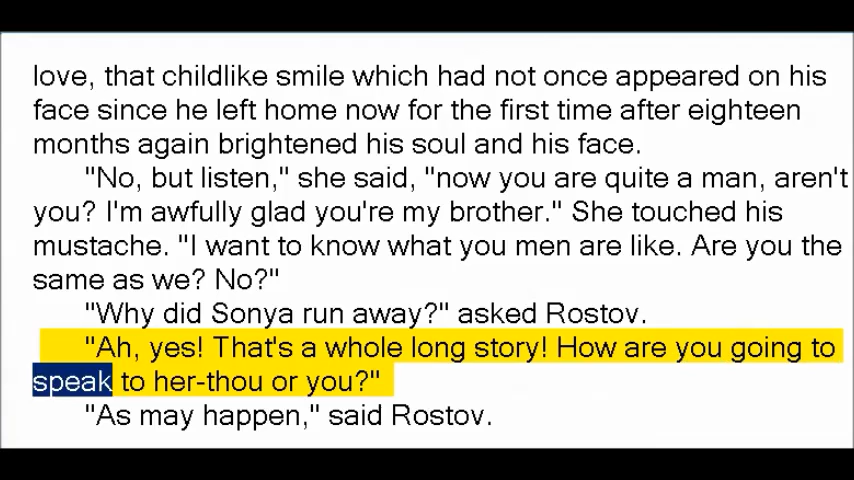 love, that childlike smile which had not once appeared on his
face since he left home now for the first time after eighteen
months again brightened his soul and his face.
"No, but listen," she said, "now you are quite a man, aren't
you? I'm awfully glad you're my brother." She touched his
mustache. "I want to know what you men are like. Are you the
same as we? No?"
"Why did Sonya run away?" asked Rostov.
"Ah, yes! That's a whole long story! How are you going to
speak to her-thou or you?"
"As may happen," said Rostov.